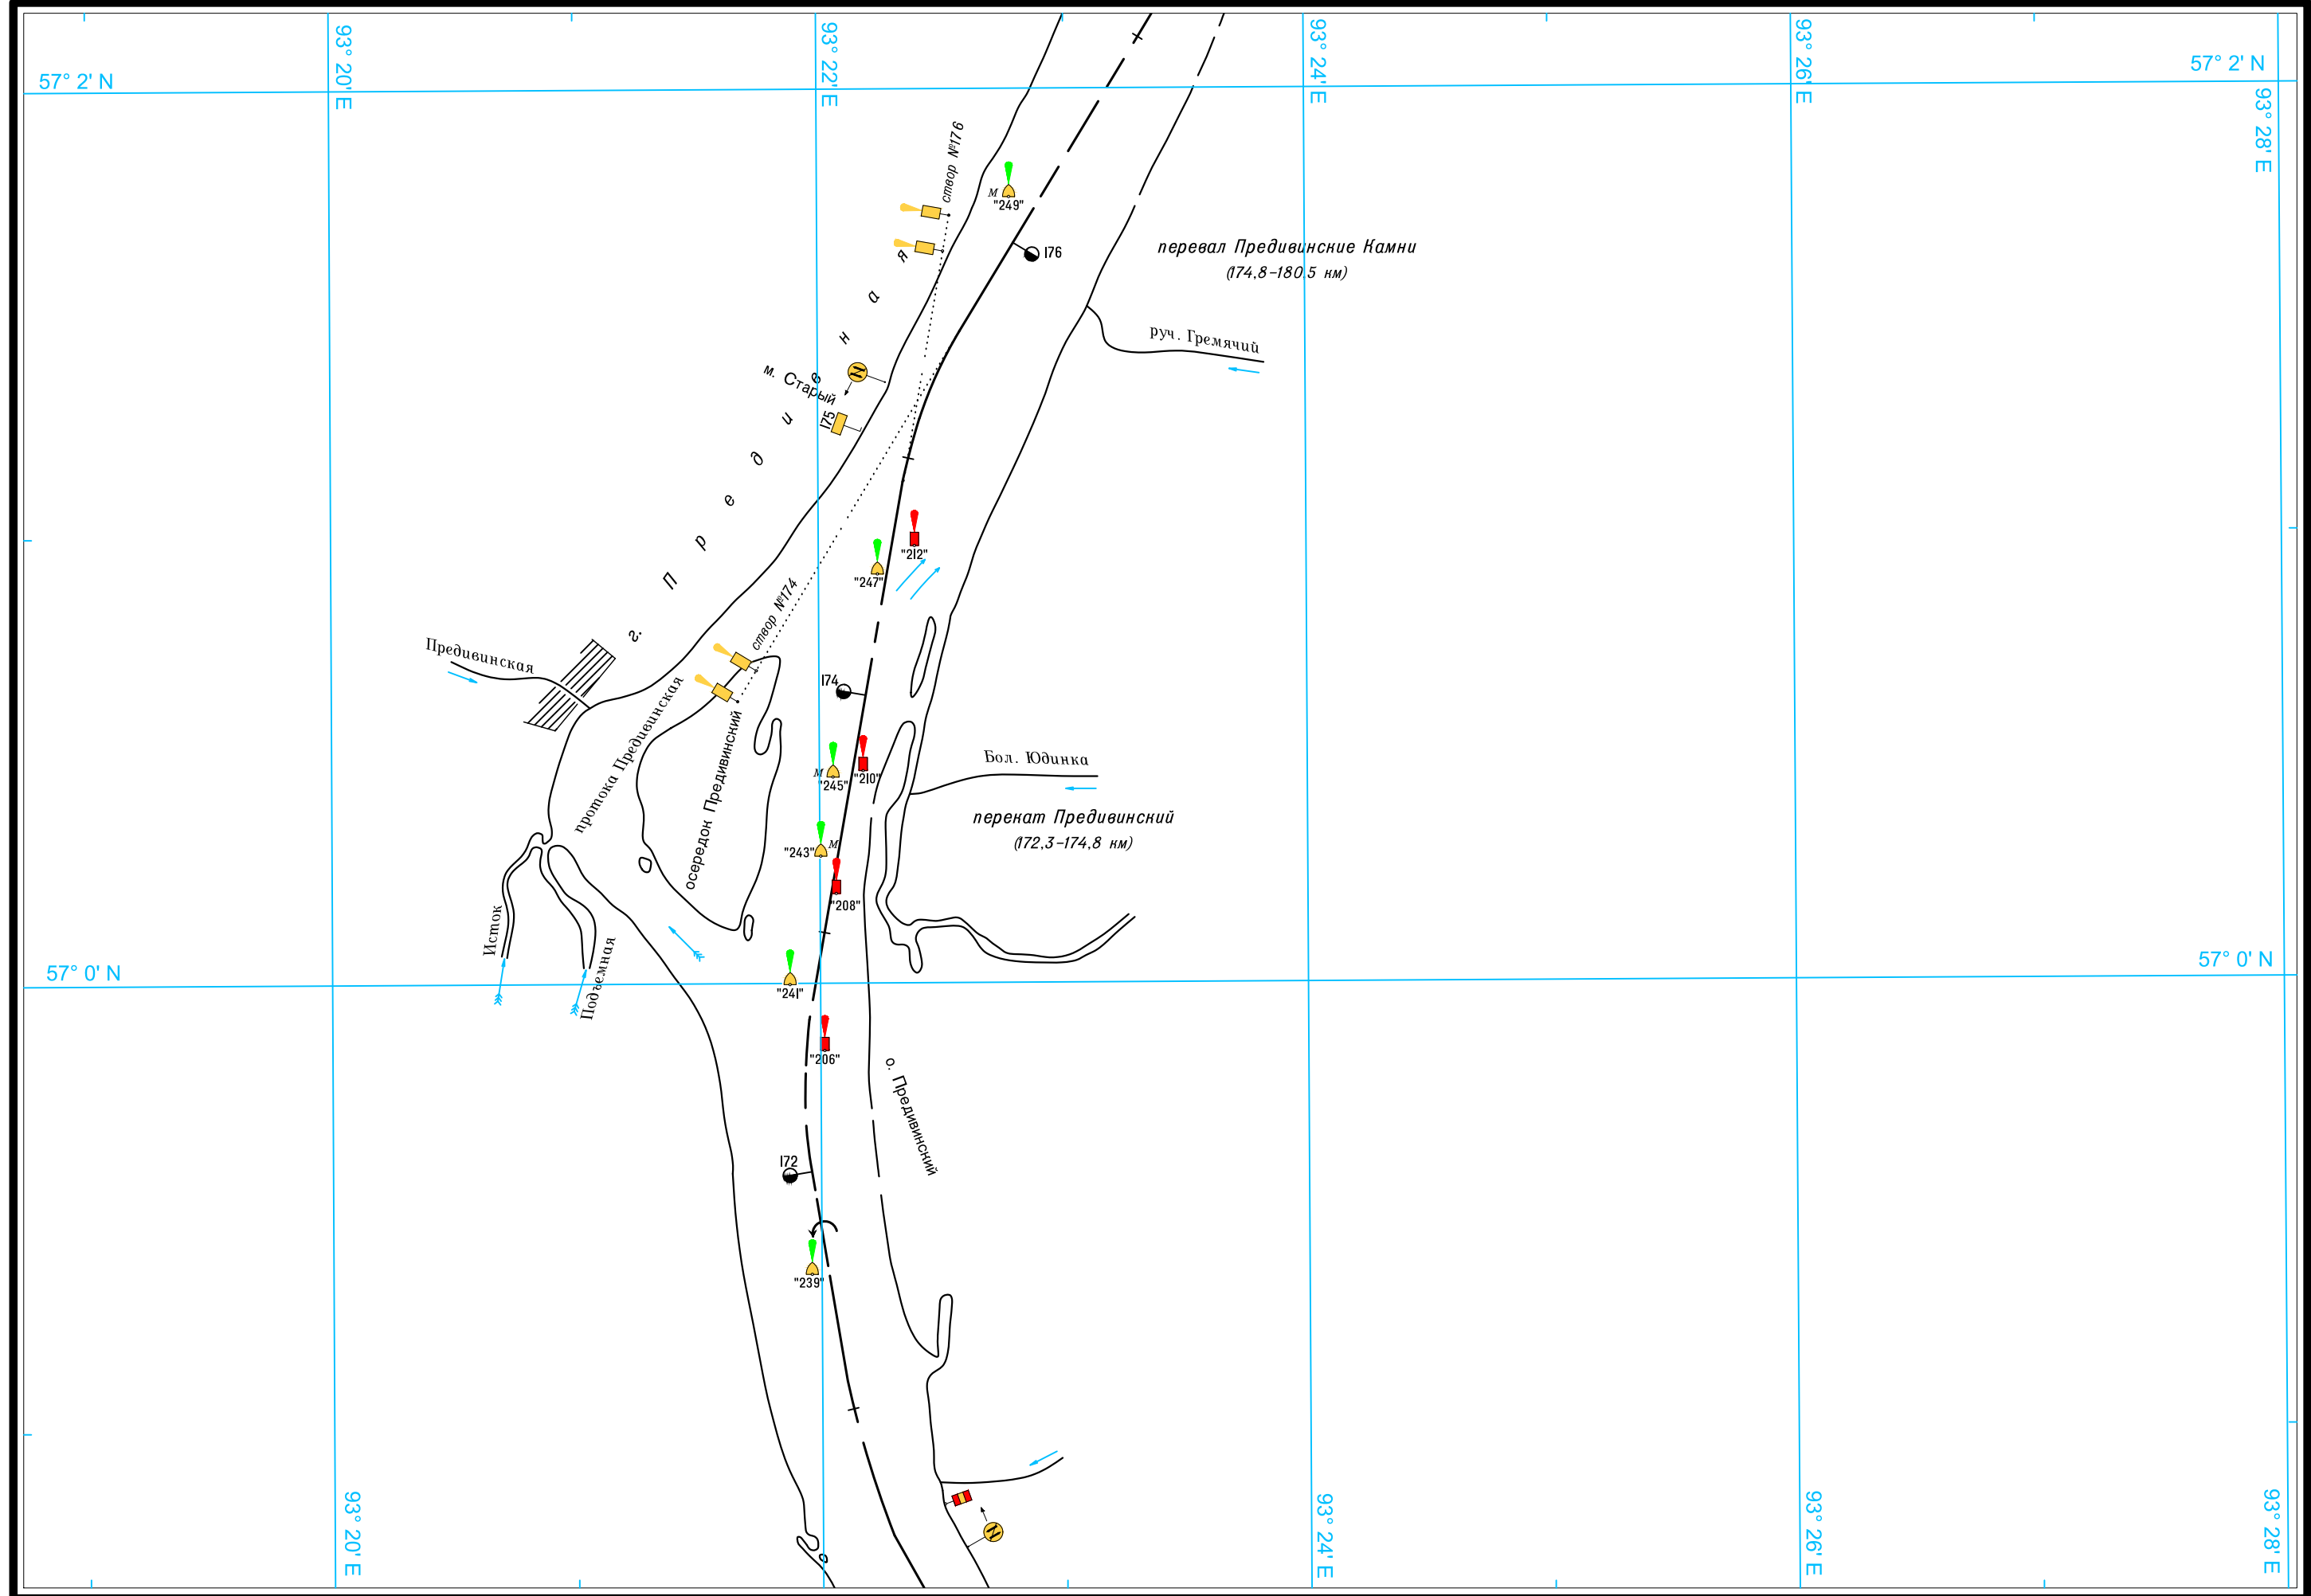 93° 20' E
93° 22' E
93° 24' E
93° 26' E
57° 2' N
57° 2' N
93° 28' E
створ №176
М
"249"
176
перевал Предивинские Камни
(174,8-180,5 км)
руч. Гремячий
м. Старый
175
г. Предивная
"212"
"247"
створ №174
Предивинская
174
протока Предивинская
осередок Предивинский
М
"245"
"210"
Бол. Юдинка
перекат Предивинский
(172,3-174,8 км)
"243"
М
"208"
Исток
Подъемная
57° 0' N
57° 0' N
"241"
"206"
о. Предивинский
172
"239"
93° 20' E
93° 24' E
93° 26' E
93° 28' E